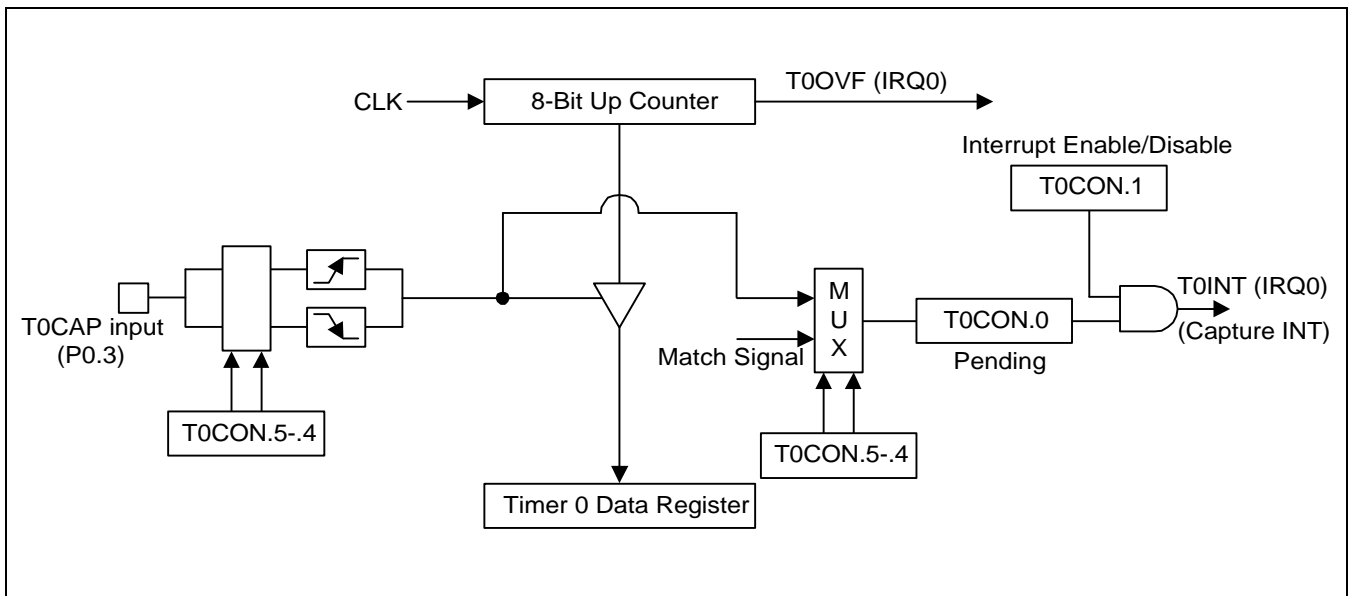 T0OVF (IRQ0)
CLK
8-Bit Up Counter
Interrupt Enable/Disable
T0CON.1
T0CAP input
(P0.3)
T0CON.5-.4
Match Signal
M
U
X
T0CON.5-.4
T0CON.0
Pending
T0INT (IRQ0)
(Capture INT)
Timer 0 Data Register